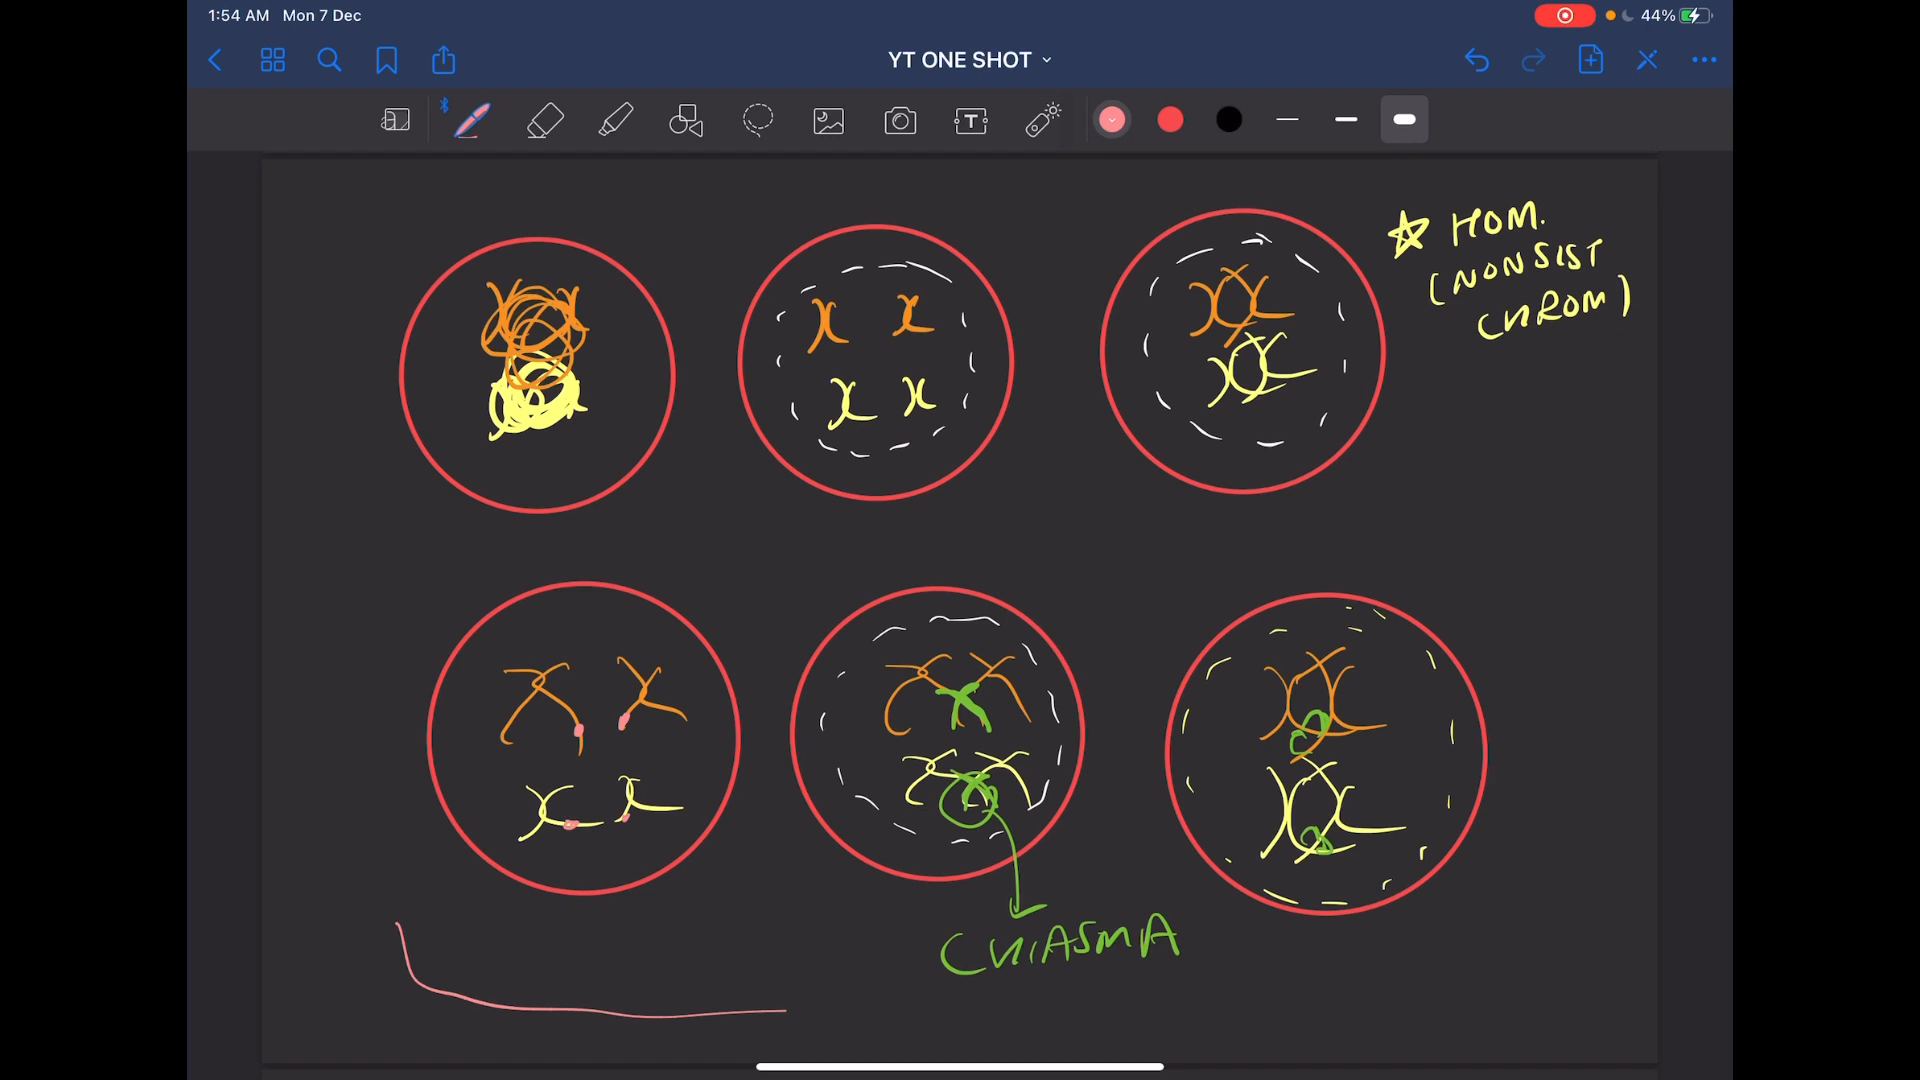 1:54 AM Mon 7 Dec
44%
YT ONE SHOT
T
HOM.
(NONSIST
CHROM)
CHIASMA